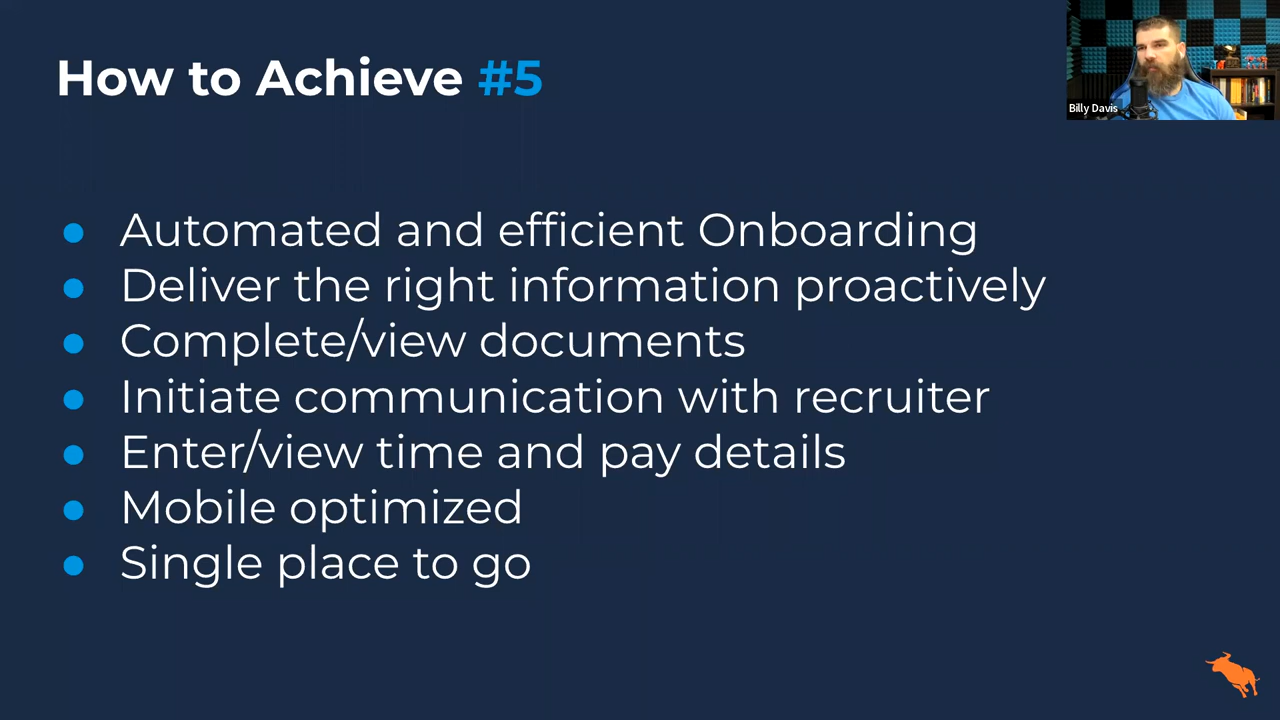 How to Achieve #5
Billy Davis
● Automated and efficient Onboarding
● Deliver the right information proactively
● Complete/view documents
● Initiate communication with recruiter
● Enter/view time and pay details
● Mobile optimized
● Single place to go